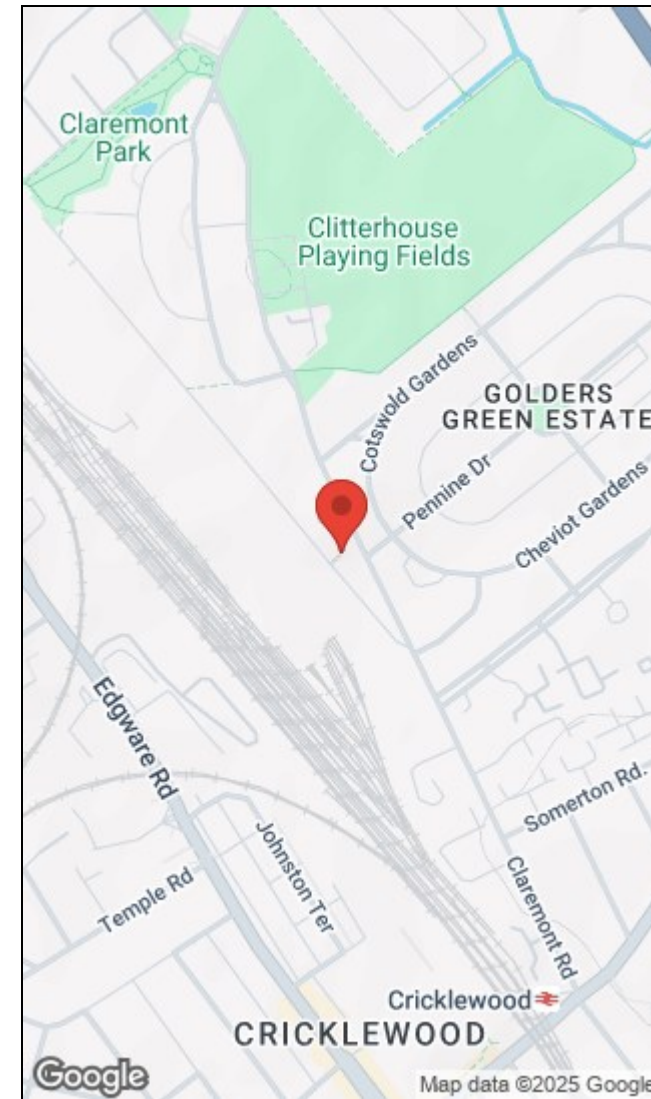 Claremont
Park
Clitterhouse
Playing Fields
Cotswold Gardens
GOLDERS
GREEN ESTATE
Pennine Dr
Cheviot Gardens
Edgware Rd
Johnston Ter
Somerton Rd.
Temple Rd
Claremont Rd
Cricklewood
CRICKLEWOOD
Google
Map data ©2025 Google